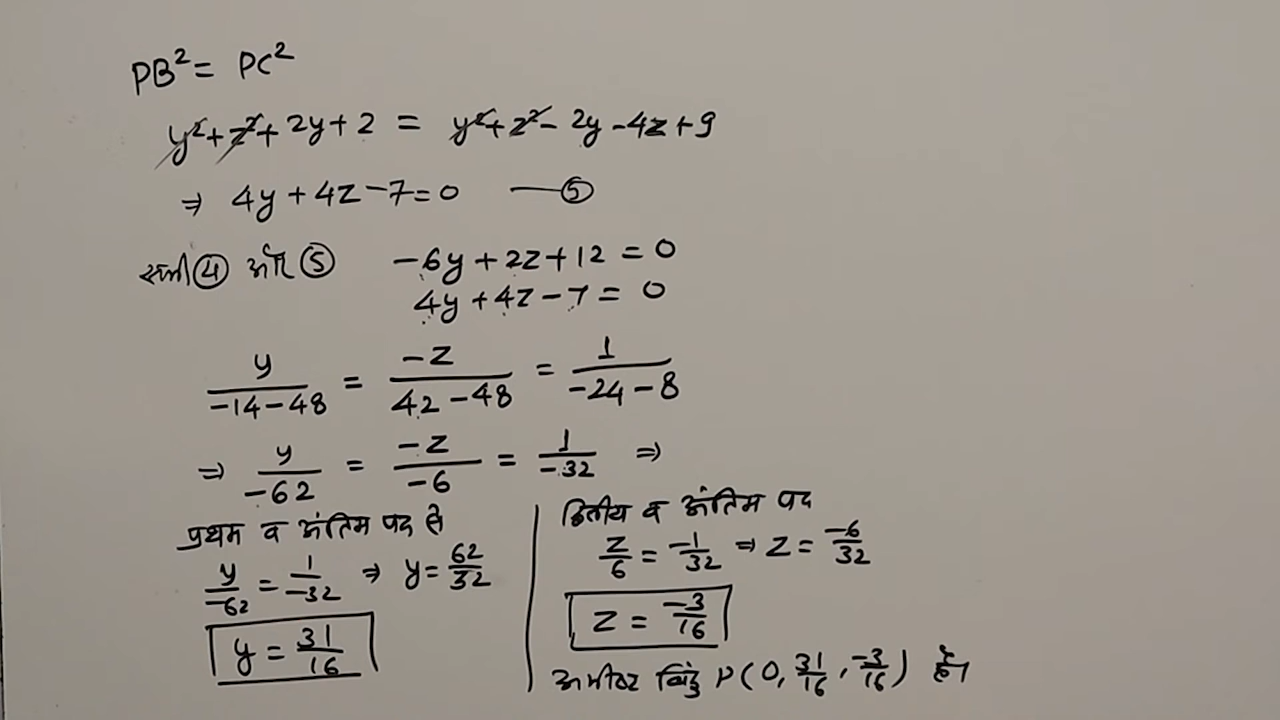 PB² = PC²
y² + z² + 2y + 2 = y² + z² - 2y - 4z + 9
⇒ 4y + 4z - 7 = 0 —⑤
④ और ⑤ -6y + 2z + 12 = 0
4y + 4z - 7 = 0
y/(-14-48) = -z/(42-48) = 1/(-24-8)
⇒ y/-62 = -z/-6 = 1/-32 ⇒
प्रथम व अंतिम पद से
y/-62 = 1/-32 ⇒ y = 62/32
y = 31/16
द्वितीय व अंतिम पद
z/6 = -1/32 ⇒ z = -6/32
z = -3/16
अभीष्ट बिंदु P(0, 31/16, -3/16) है।